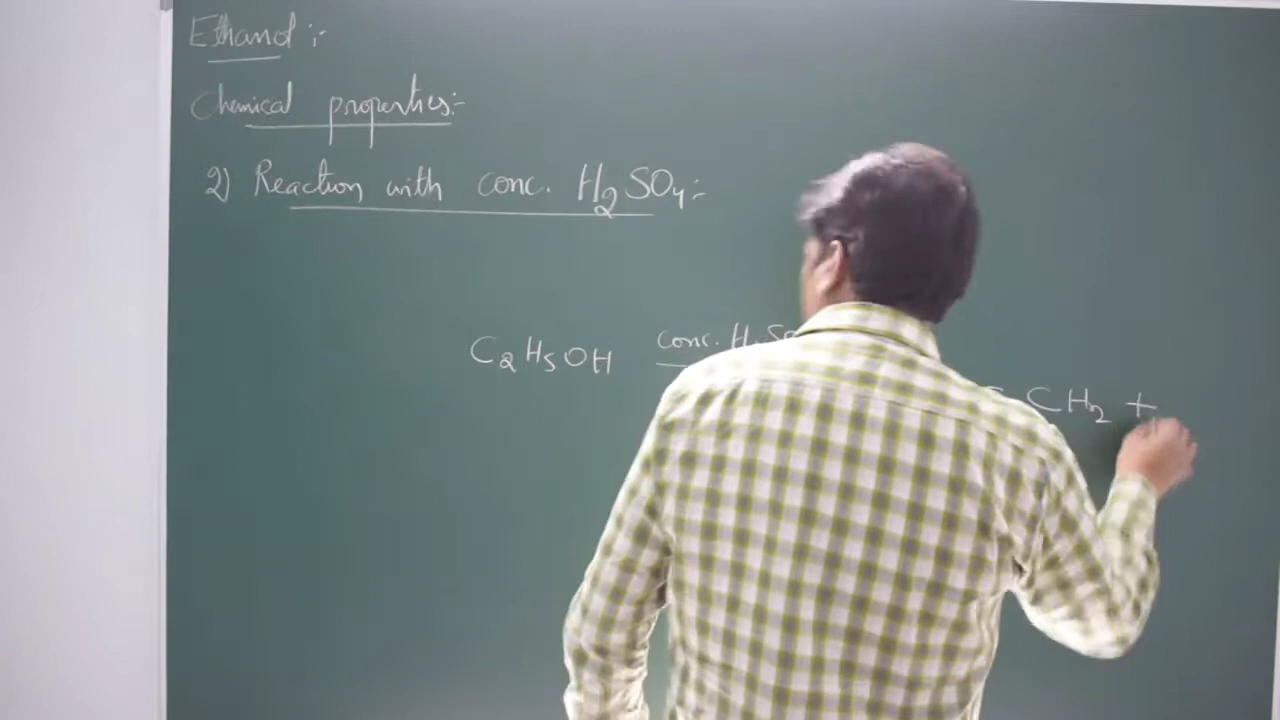 Ethanol :-
Chemical properties:-
2) Reaction with conc. H₂SO₄:-
conc.
C₂H₅OH
CH₂ +